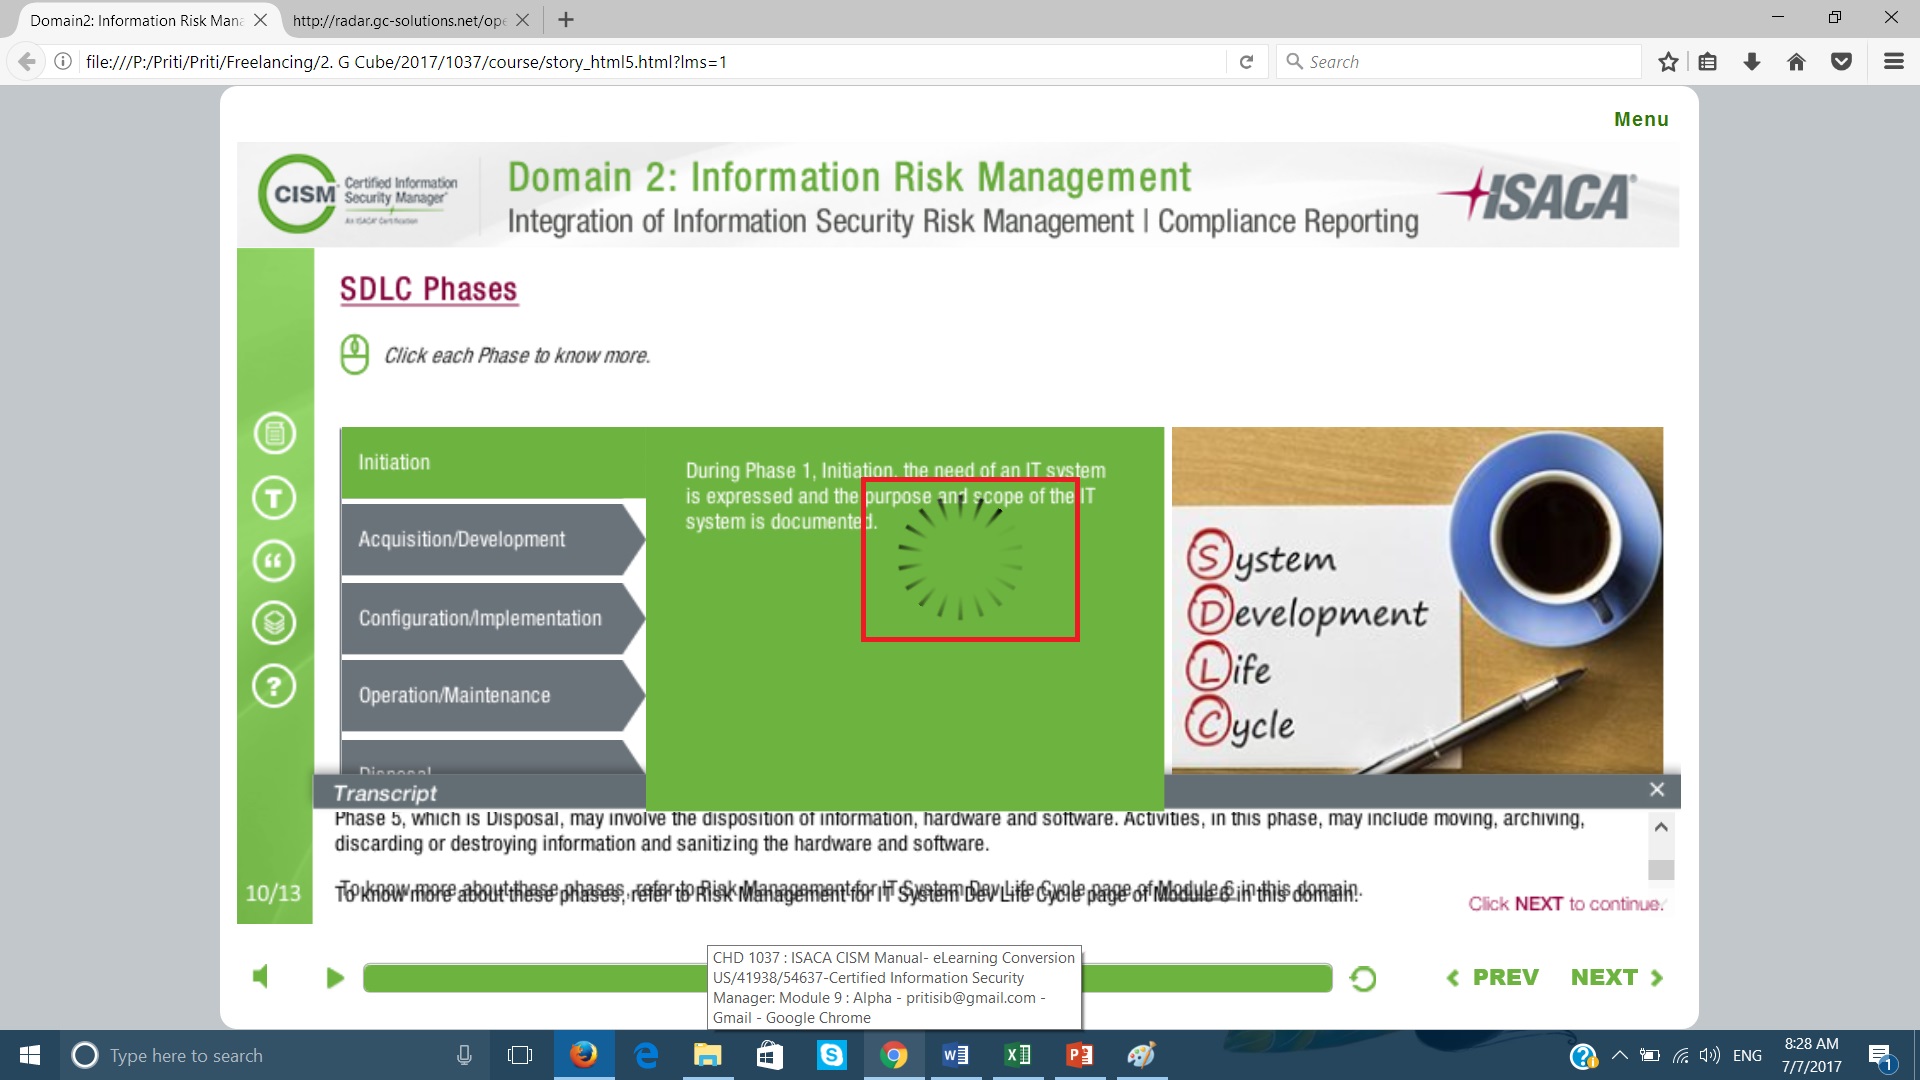 Domain2: Information Risk Mana
http://radar.gc-solutions.net/ope
file:///P:/Priti/Priti/Freelancing/2. G Cube/2017/1037/course/story_html5.html?lms=1
Search
Menu
CISM
Certified Information
Security Manager®
An ISACA® Certification
Domain 2: Information Risk Management
Integration of Information Security Risk Management | Compliance Reporting
ISACA®
SDLC Phases
Click each Phase to know more.
Initiation
Acquisition/Development
Configuration/Implementation
Operation/Maintenance
Disposal
During Phase 1, Initiation, the need of an IT system
is expressed and the purpose and scope of the IT
system is documented.
System
Development
Life
Cycle
Transcript
Phase 5, which is Disposal, may involve the disposition of information, hardware and software. Activities, in this phase, may include moving, archiving,
discarding or destroying information and sanitizing the hardware and software.
To know more about these phases, refer to Risk Management for IT System Dev Life Cycle page of Module 6 in this domain.
10/13
Click NEXT to continue.
PREV
NEXT
CHD 1037 : ISACA CISM Manual- eLearning Conversion
US/41938/54637-Certified Information Security
Manager: Module 9 : Alpha - pritisib@gmail.com -
Gmail - Google Chrome
Type here to search
ENG
8:28 AM
7/7/2017
1